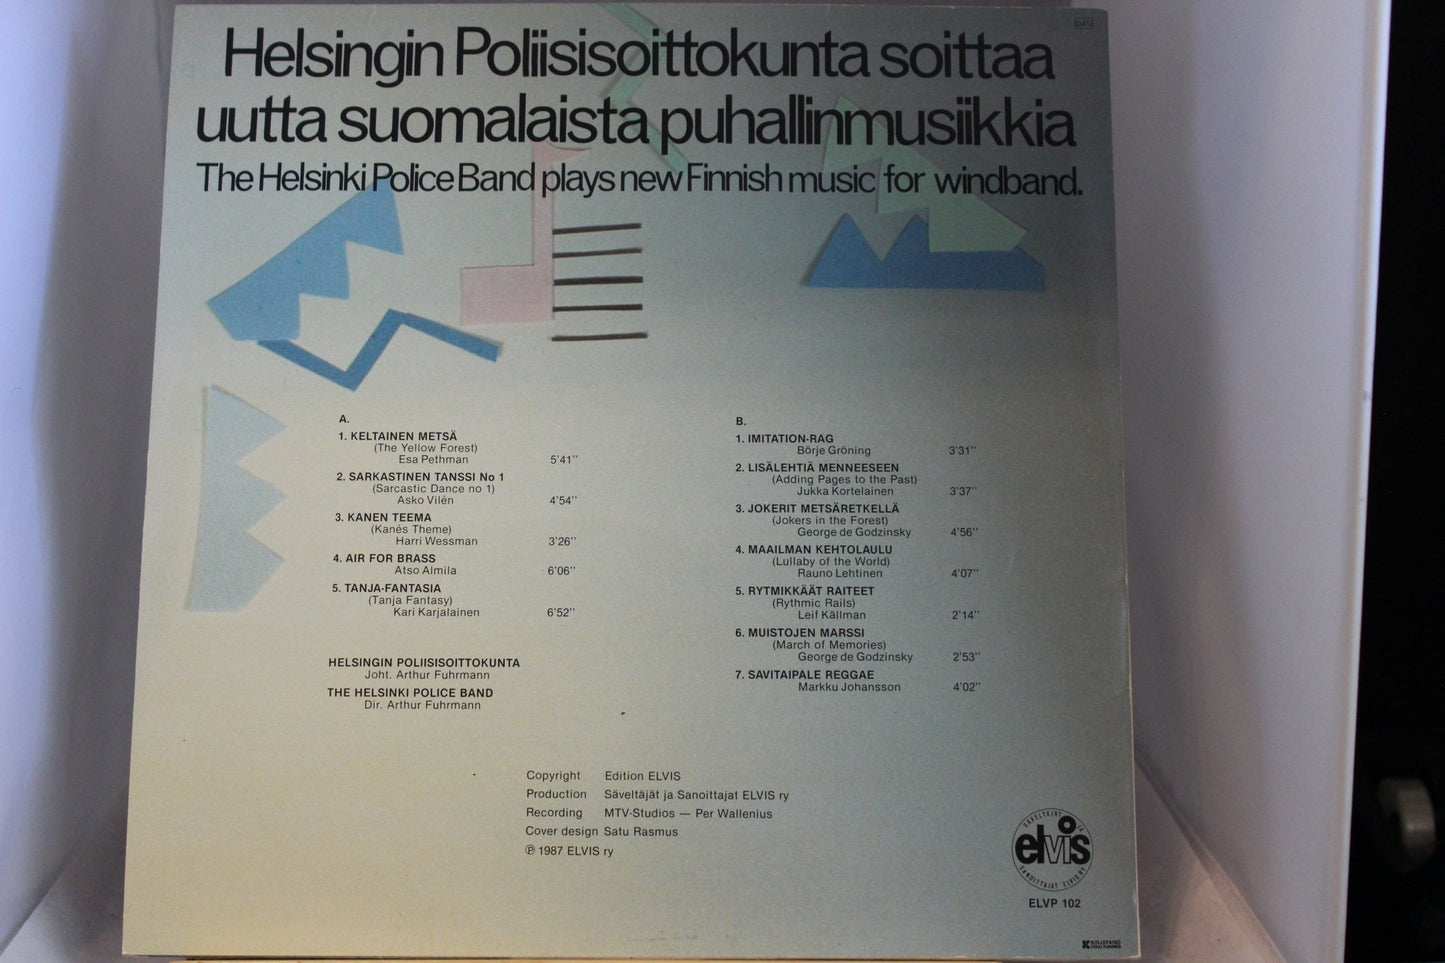 Helsingin Poliisisoittokunta soittaa
uutta suomalaista puhallinmusiikkia
The Helsinki Police Band plays new Finnish music for windband.
A.
1. KELTAINEN METSÄ
(The Yellow Forest)
Esa Pethman 5'41''
2. SARKASTINEN TANSSI No 1
(Sarcastic Dance no 1)
Asko Vilén 4'54''
3. KANEN TEEMA
(Kanés Theme)
Harri Wessman 3'26''
4. AIR FOR BRASS
Atso Almila 6'06''
5. TANJA-FANTASIA
(Tanja Fantasy)
Kari Karjalainen 6'52''
HELSINGIN POLIISISOITTOKUNTA
Joht. Arthur Fuhrmann
THE HELSINKI POLICE BAND
Dir. Arthur Fuhrmann
B.
1. IMITATION-RAG
Börje Gröning 3'31''
2. LISÄLEHTIÄ MENNEESEEN
(Adding Pages to the Past)
Jukka Kortelainen 3'37''
3. JOKERIT METSÄRETKELLÄ
(Jokers in the Forest)
George de Godzinsky 4'56''
4. MAAILMAN KEHTOLAULU
(Lullaby of the World)
Rauno Lehtinen 4'07''
5. RYTMIKKÄÄT RAITEET
(Rythmic Rails)
Leif Källman 2'14''
6. MUISTOJEN MARSSI
(March of Memories)
George de Godzinsky 2'53''
7. SAVITAIPALE REGGAE
Markku Johansson 4'02''
Copyright Edition ELVIS
Production Säveltäjät ja Sanoittajat ELVIS ry
Recording MTV-Studios — Per Wallenius
Cover design Satu Rasmus
℗ 1987 ELVIS ry
SÄVELTÄJÄT JA
elvis
SANOITTAJAT ELVIS RY
ELVP 102
KIRJAPAINO